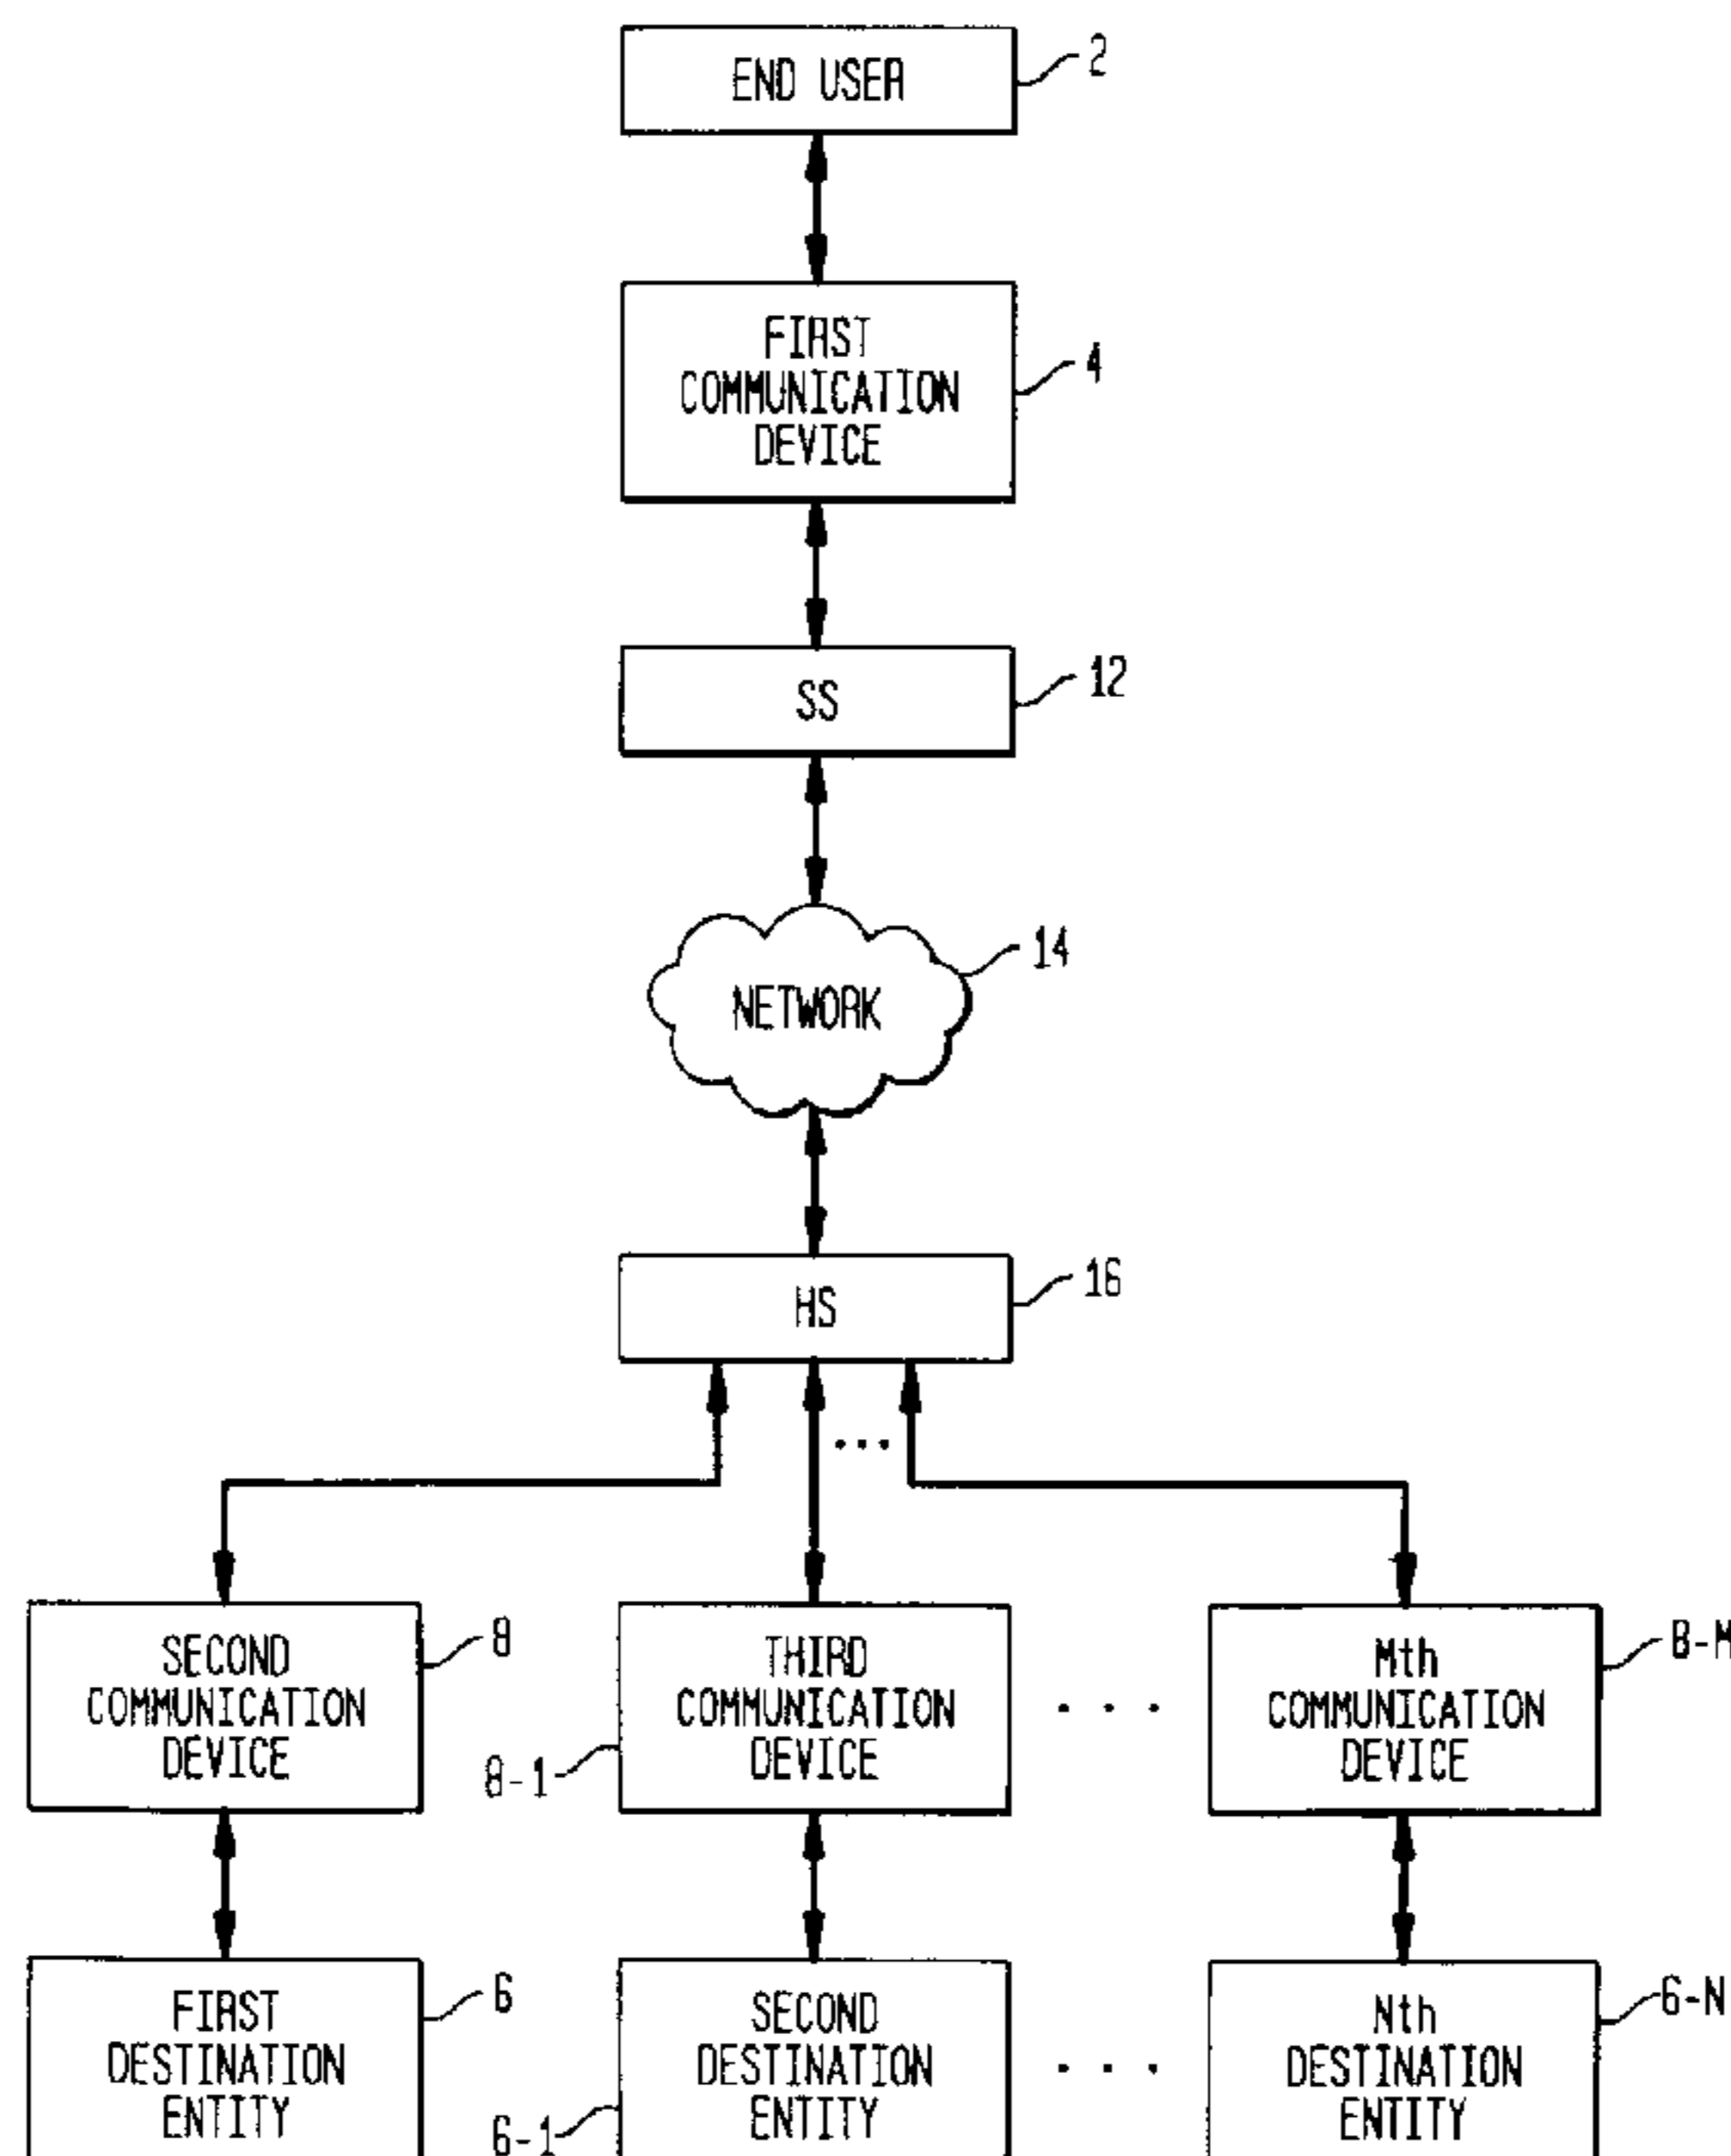 END USER
2
FIRST
COMMUNICATION
DEVICE
4
SS
12
NETWORK
14
HS
16
SECOND
COMMUNICATION
DEVICE
8
THIRD
COMMUNICATION
DEVICE
8-1
. . .
Mth
COMMUNICATION
DEVICE
8-M
FIRST
DESTINATION
ENTITY
6
SECOND
DESTINATION
ENTITY
6-1
. . .
Nth
DESTINATION
ENTITY
6-N